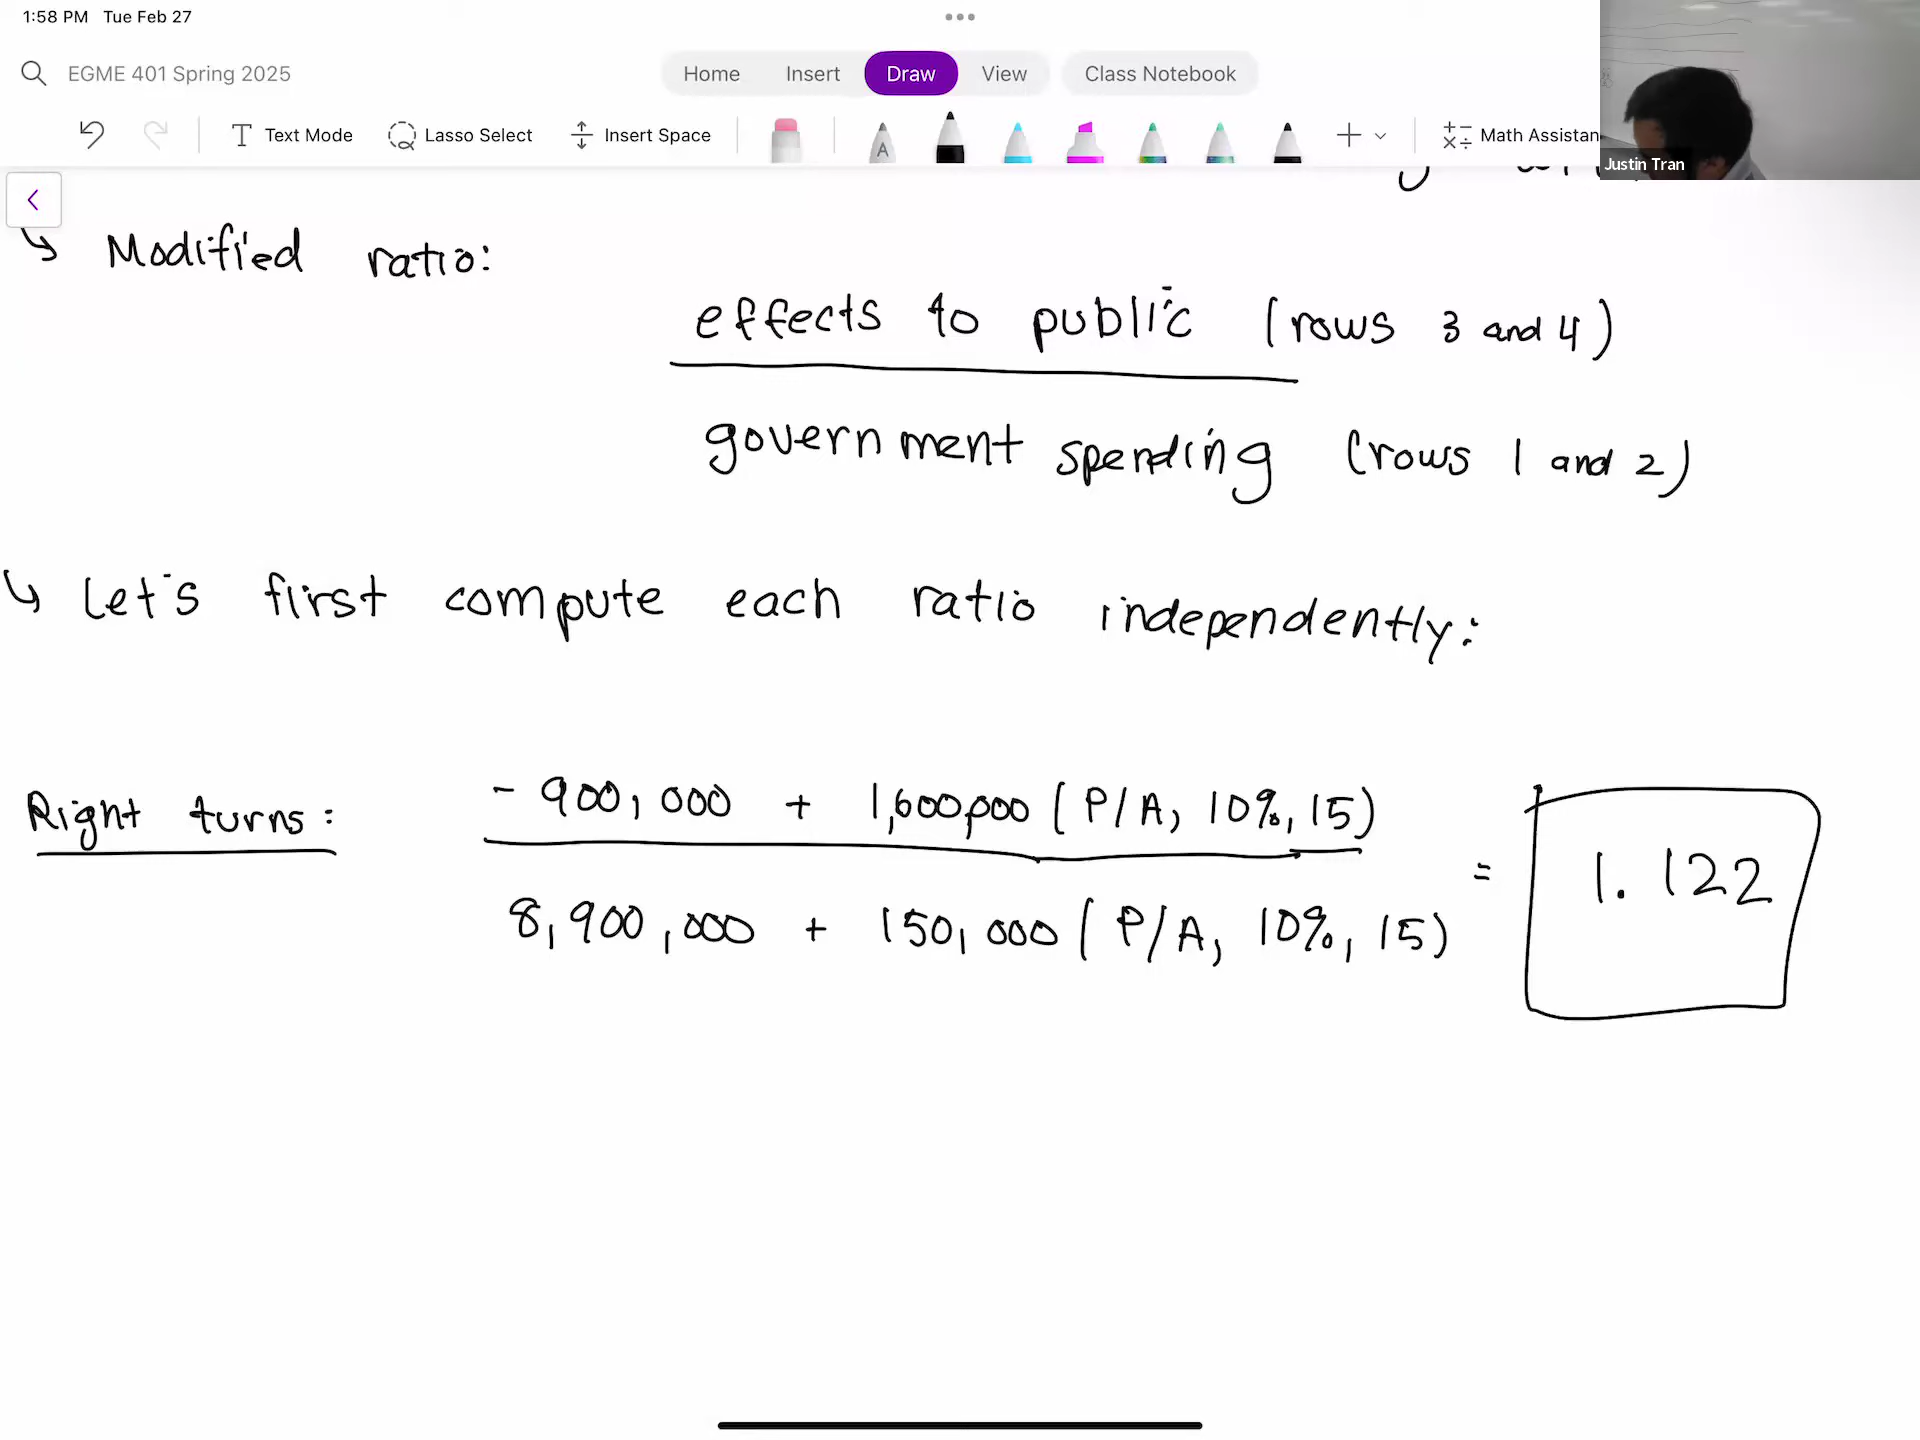 1:58 PM Tue Feb 27
EGME 401 Spring 2025
Home Insert Draw View Class Notebook
Text Mode Lasso Select Insert Space A Math Assistan
Justin Tran
↳ Modified ratio:
effects to public (rows 3 and 4)
government spending (rows 1 and 2)
↳ Let's first compute each ratio independently:
Right turns: - 900,000 + 1,600,000 (P/A, 10%, 15)
= 1.122
8,900,000 + 150,000 (P/A, 10%, 15)